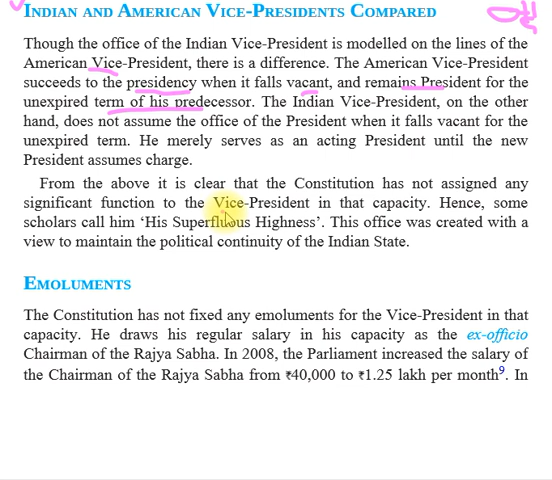 INDIAN AND AMERICAN VICE-PRESIDENTS COMPARED
Though the office of the Indian Vice-President is modelled on the lines of the
American Vice-President, there is a difference. The American Vice-President
succeeds to the presidency when it falls vacant, and remains President for the
unexpired term of his predecessor. The Indian Vice-President, on the other
hand, does not assume the office of the President when it falls vacant for the
unexpired term. He merely serves as an acting President until the new
President assumes charge.
From the above it is clear that the Constitution has not assigned any
significant function to the Vice-President in that capacity. Hence, some
scholars call him ‘His Superfluous Highness’. This office was created with a
view to maintain the political continuity of the Indian State.
EMOLUMENTS
The Constitution has not fixed any emoluments for the Vice-President in that
capacity. He draws his regular salary in his capacity as the ex-officio
Chairman of the Rajya Sabha. In 2008, the Parliament increased the salary of
the Chairman of the Rajya Sabha from ₹40,000 to ₹1.25 lakh per month9. In